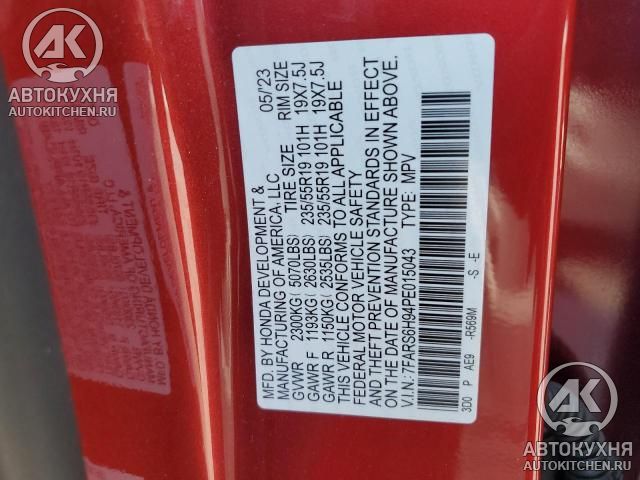 MFD. BY HONDA DEVELOPMENT &
MANUFACTURING OF AMERICA, LLC 05/'23
TIRE SIZE RIM SIZE
GVWR 2300KG( 5070LBS)
GAWR F 1193KG( 2630LBS) 235/55R19 101H 19X7.5J
GAWR R 1150KG( 2535LBS) 235/55R19 101H 19X7.5J
THIS VEHICLE CONFORMS TO ALL APPLICABLE
FEDERAL MOTOR VEHICLE SAFETY
AND THEFT PREVENTION STANDARDS IN EFFECT
ON THE DATE OF MANUFACTURE SHOWN ABOVE.
V.I.N:7FARS6H94PE015043 TYPE: MPV
3D0 P AE9 -R569M -S -E
АК
АВТОКУХНЯ
AUTOKITCHEN.RU
АК
АВТОКУХНЯ
AUTOKITCHEN.RU